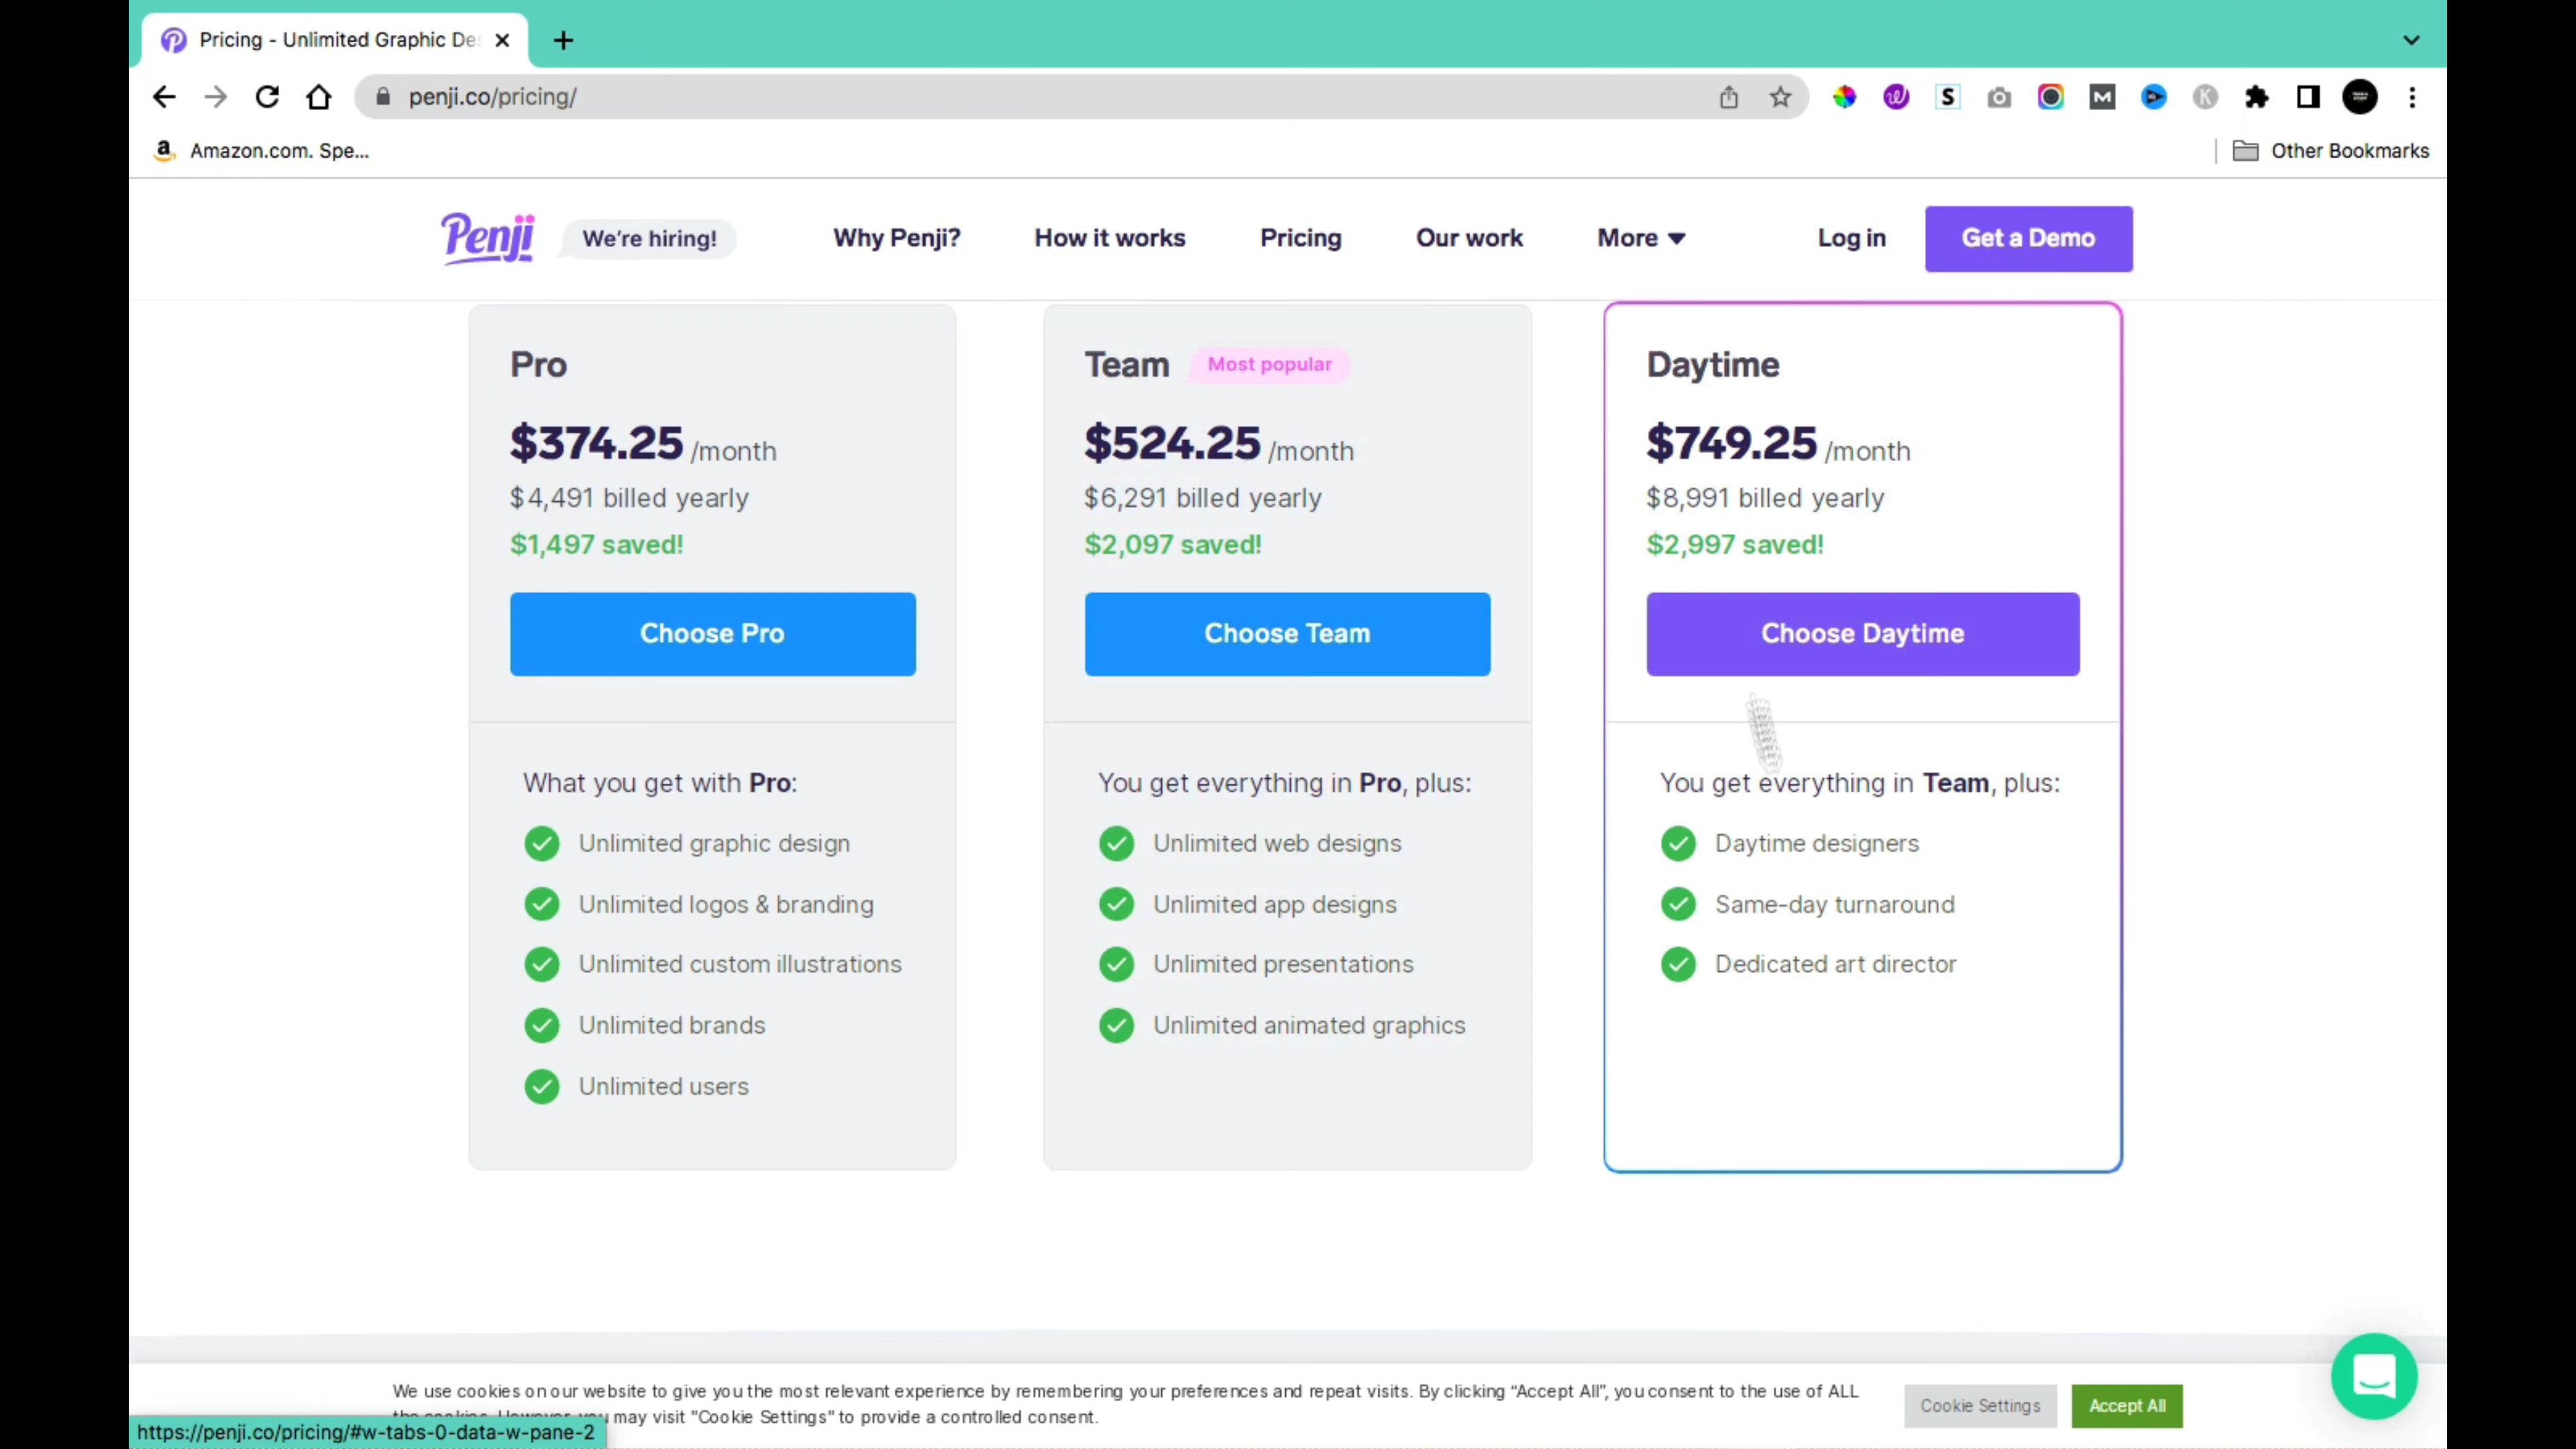 Pricing - Unlimited Graphic De
penji.co/pricing/
Amazon.com. Spe...
Other Bookmarks
Penji
We're hiring!
Why Penji?
How it works
Pricing
Our work
More
Log in
Get a Demo
Pro
$374.25 /month
$4,491 billed yearly
$1,497 saved!
Choose Pro
What you get with Pro:
Unlimited graphic design
Unlimited logos & branding
Unlimited custom illustrations
Unlimited brands
Unlimited users
Team
Most popular
$524.25 /month
$6,291 billed yearly
$2,097 saved!
Choose Team
You get everything in Pro, plus:
Unlimited web designs
Unlimited app designs
Unlimited presentations
Unlimited animated graphics
Daytime
$749.25 /month
$8,991 billed yearly
$2,997 saved!
Choose Daytime
You get everything in Team, plus:
Daytime designers
Same-day turnaround
Dedicated art director
We use cookies on our website to give you the most relevant experience by remembering your preferences and repeat visits. By clicking “Accept All”, you consent to the use of ALL
the cookies. However, you may visit "Cookie Settings" to provide a controlled consent.
Cookie Settings
Accept All
https://penji.co/pricing/#w-tabs-0-data-w-pane-2